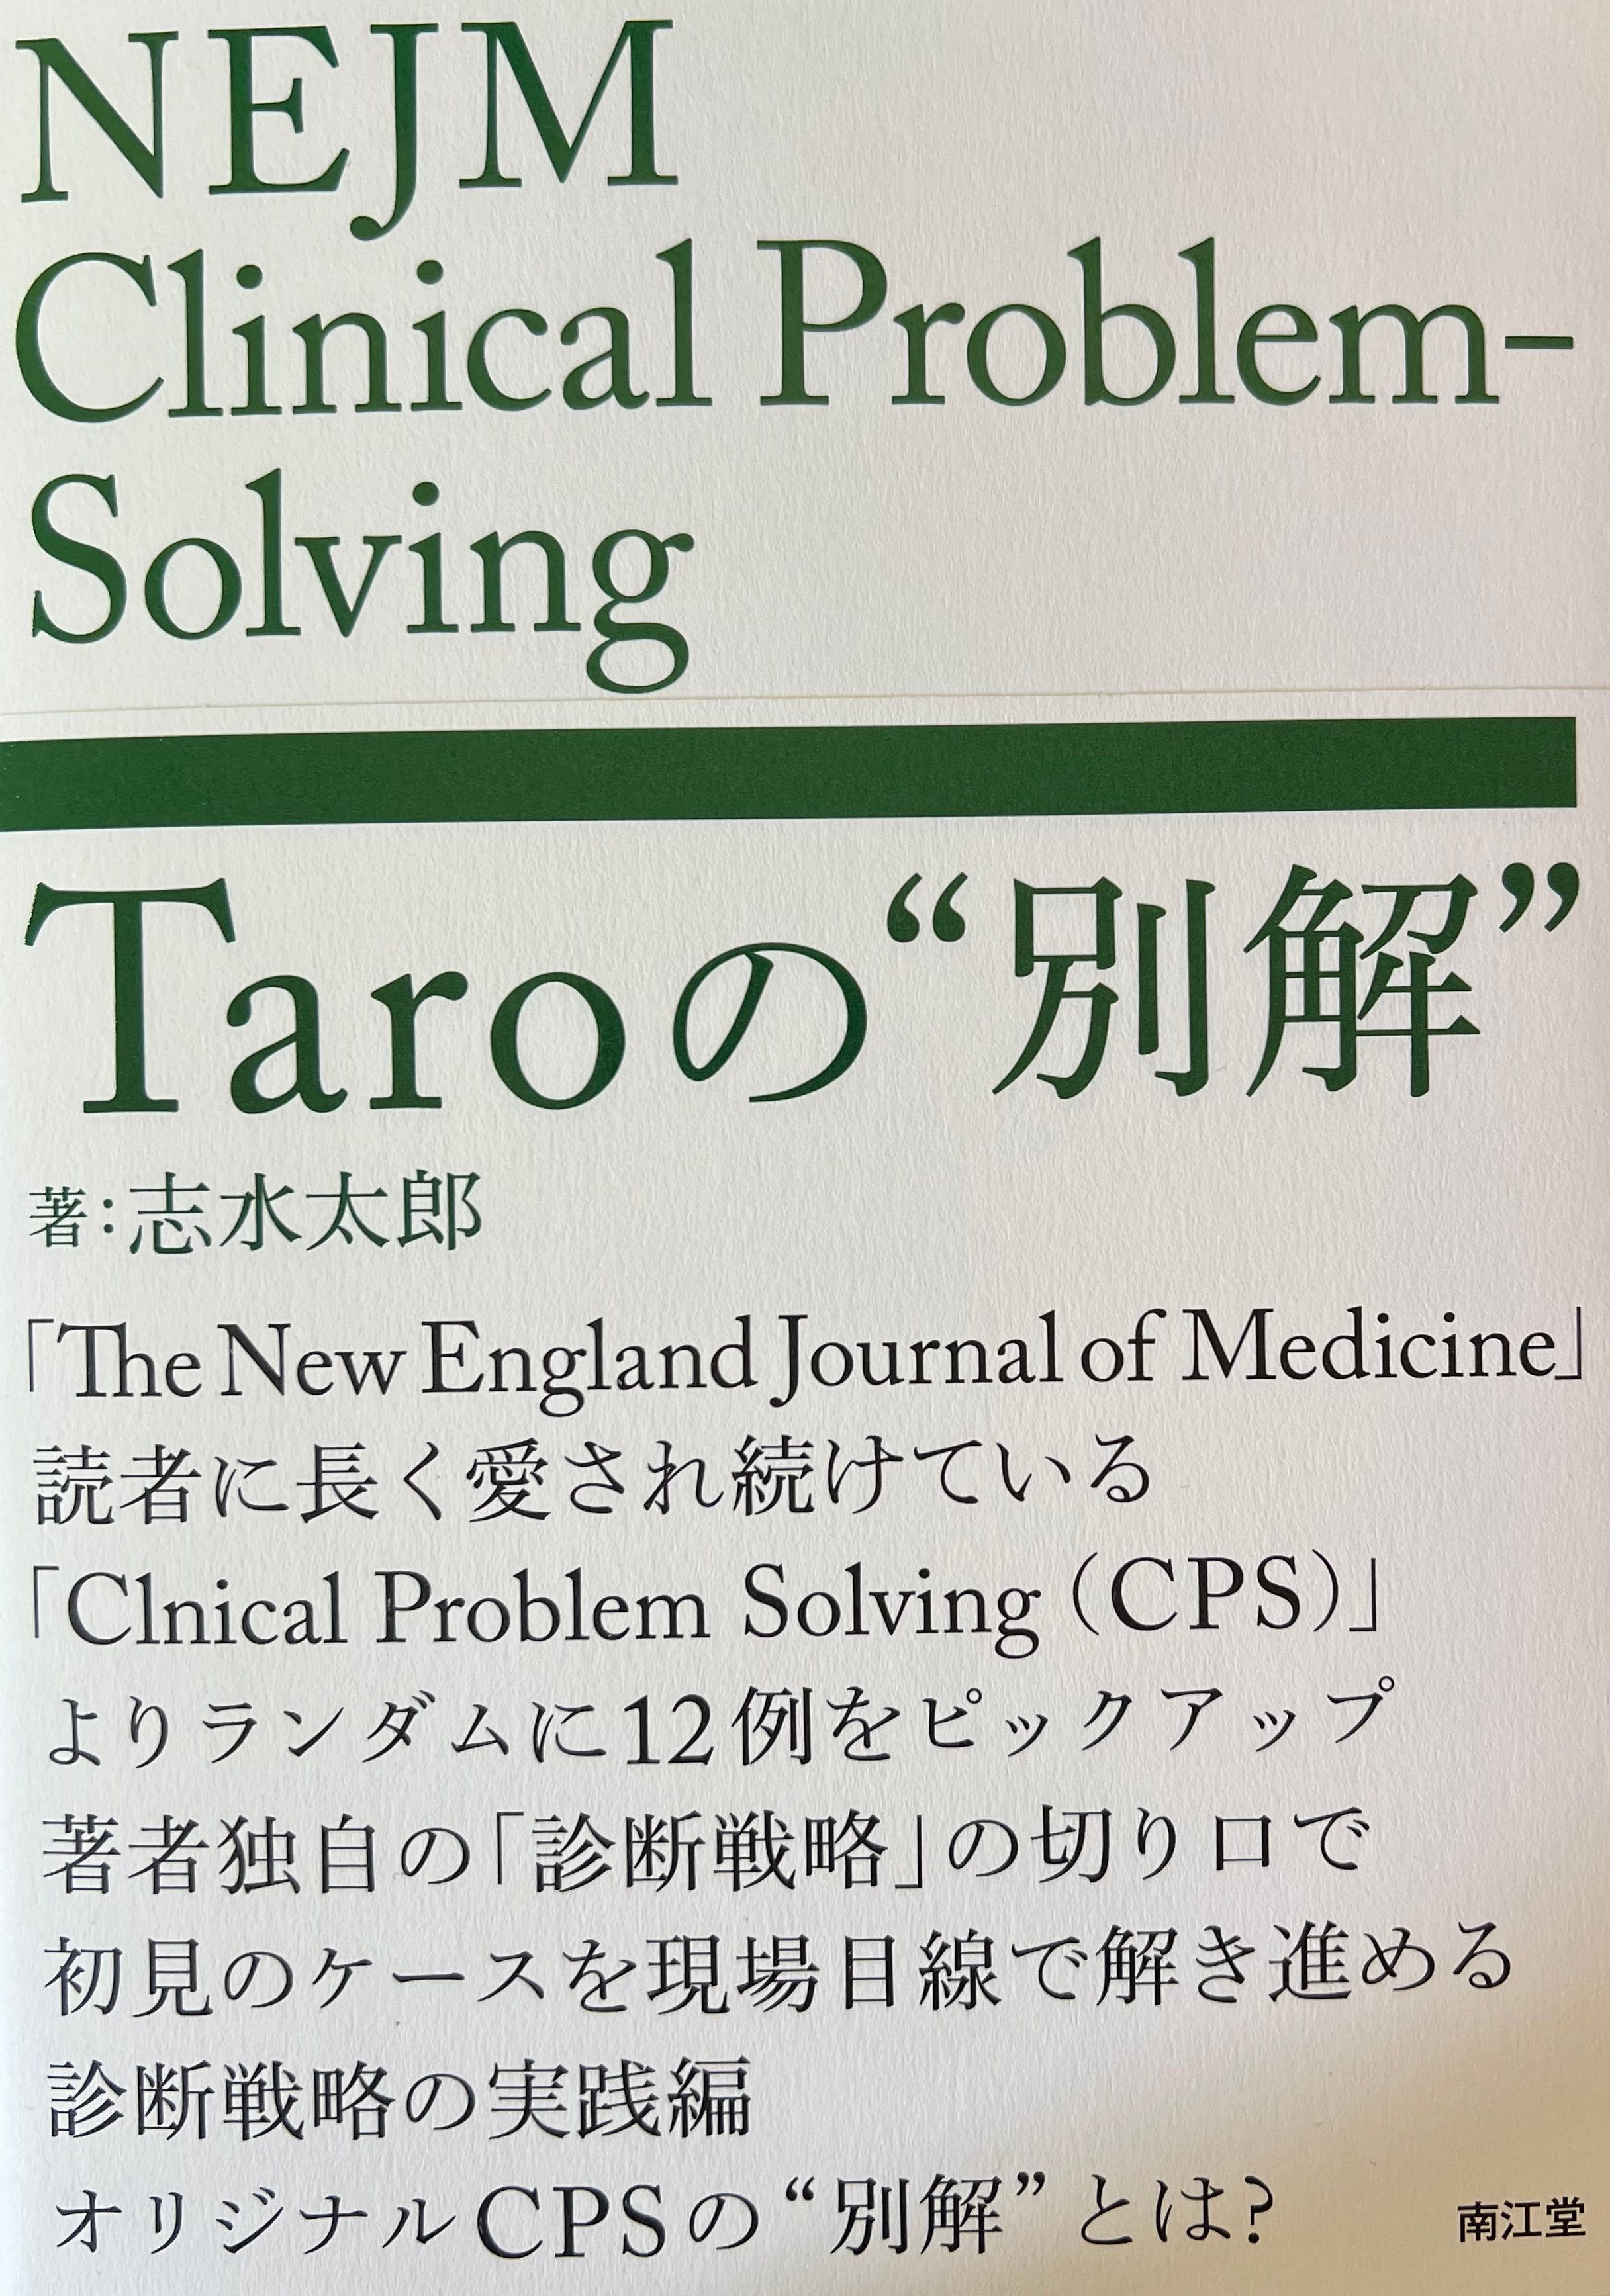 NEJM
Clinical Problem-
Solving
Taroの“別解”
著:志水太郎
「The New England Journal of Medicine」
読者に長く愛され続けている
「Clnical Problem Solving（CPS）」
よりランダムに12例をピックアップ
著者独自の「診断戦略」の切り口で
初見のケースを現場目線で解き進める
診断戦略の実践編
オリジナルCPSの“別解”とは?
南江堂